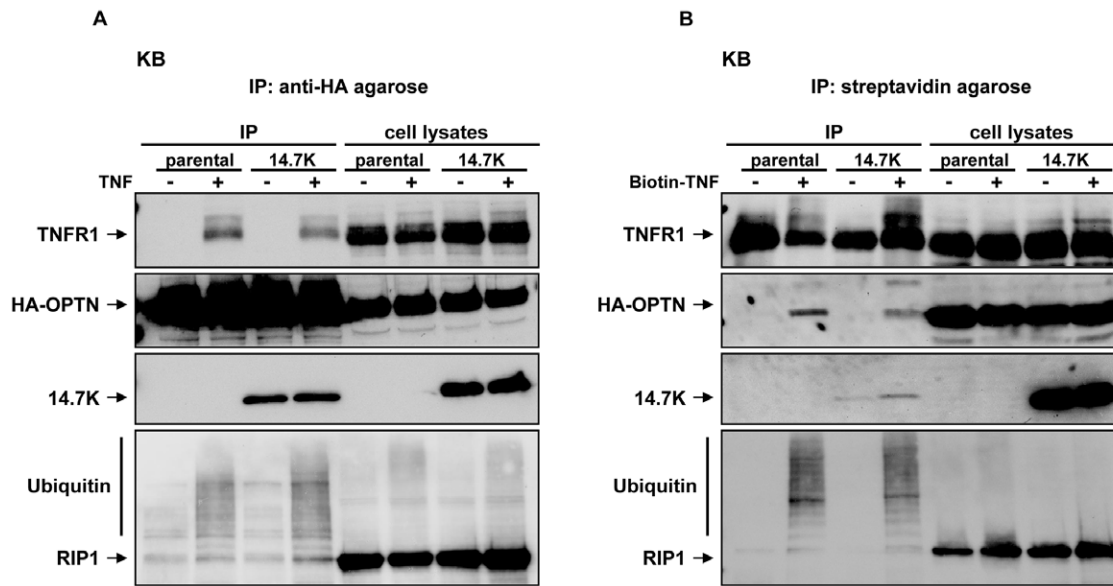 A
KB
IP: anti-HA agarose
IP
cell lysates
parental 14.7K parental 14.7K
TNF - + - + - + - +
TNFR1
HA-OPTN
14.7K
Ubiquitin
RIP1
B
KB
IP: streptavidin agarose
IP
cell lysates
parental 14.7K parental 14.7K
Biotin-TNF - + - + - + - +
TNFR1
HA-OPTN
14.7K
Ubiquitin
RIP1